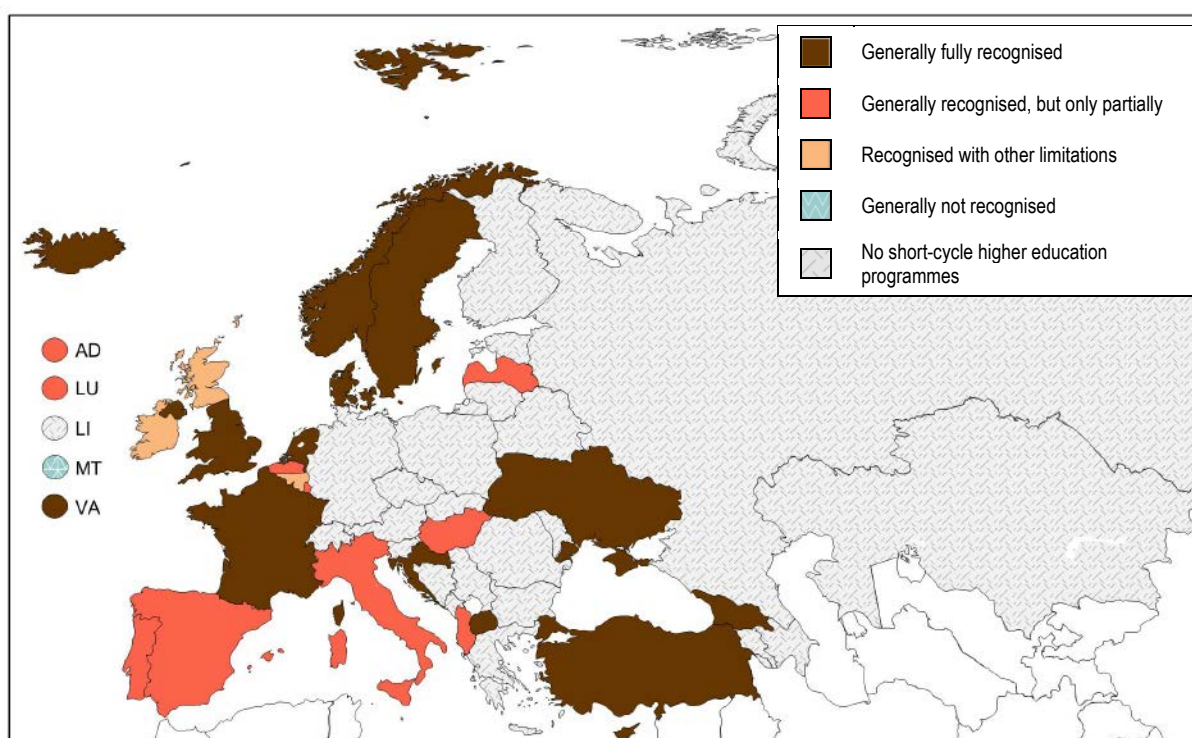 Generally fully recognised
Generally recognised, but only partially
Recognised with other limitations
Generally not recognised
No short-cycle higher education
programmes
AD
LU
LI
MT
VA